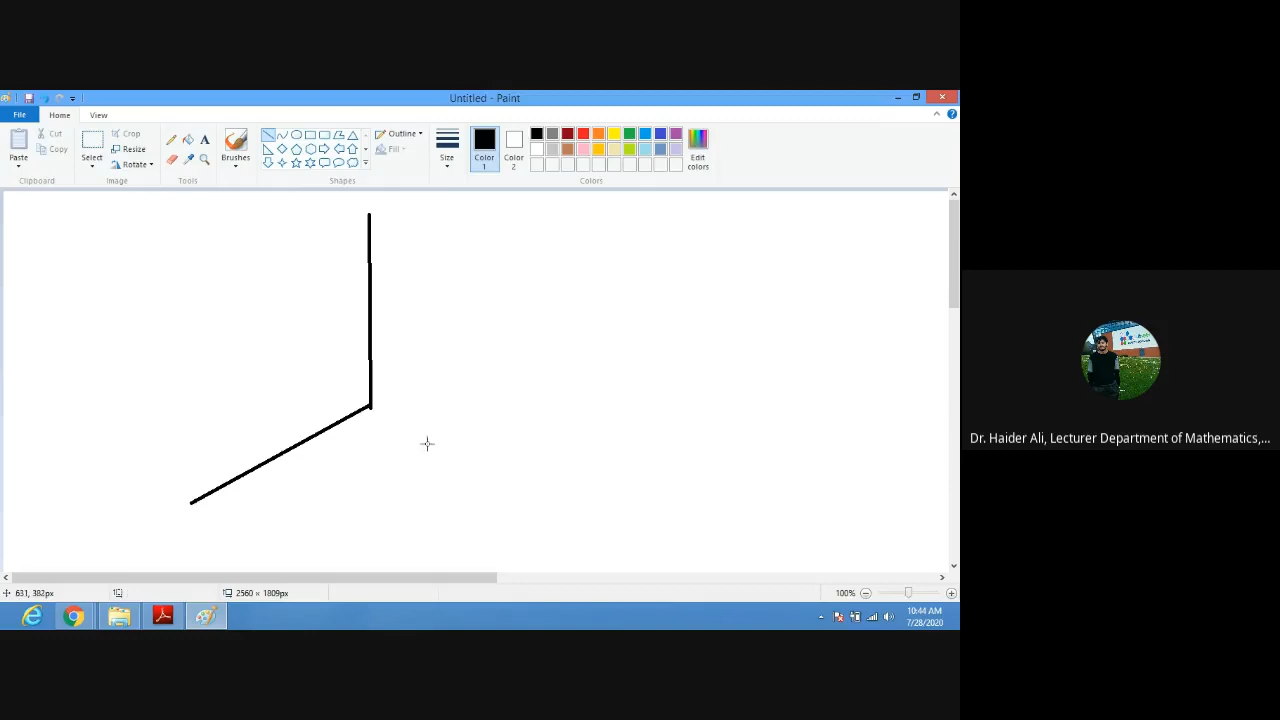 Untitled - Paint
File Home View
Paste
Cut
Copy
Clipboard
Select
Crop
Resize
Rotate
Image
Tools
Brushes
Outline
Fill
Shapes
Size
Color
1
Color
2
Edit
colors
Colors
Dr. Haider Ali, Lecturer Department of Mathematics,...
631, 382px
2560 × 1809px
100%
10:44 AM
7/28/2020